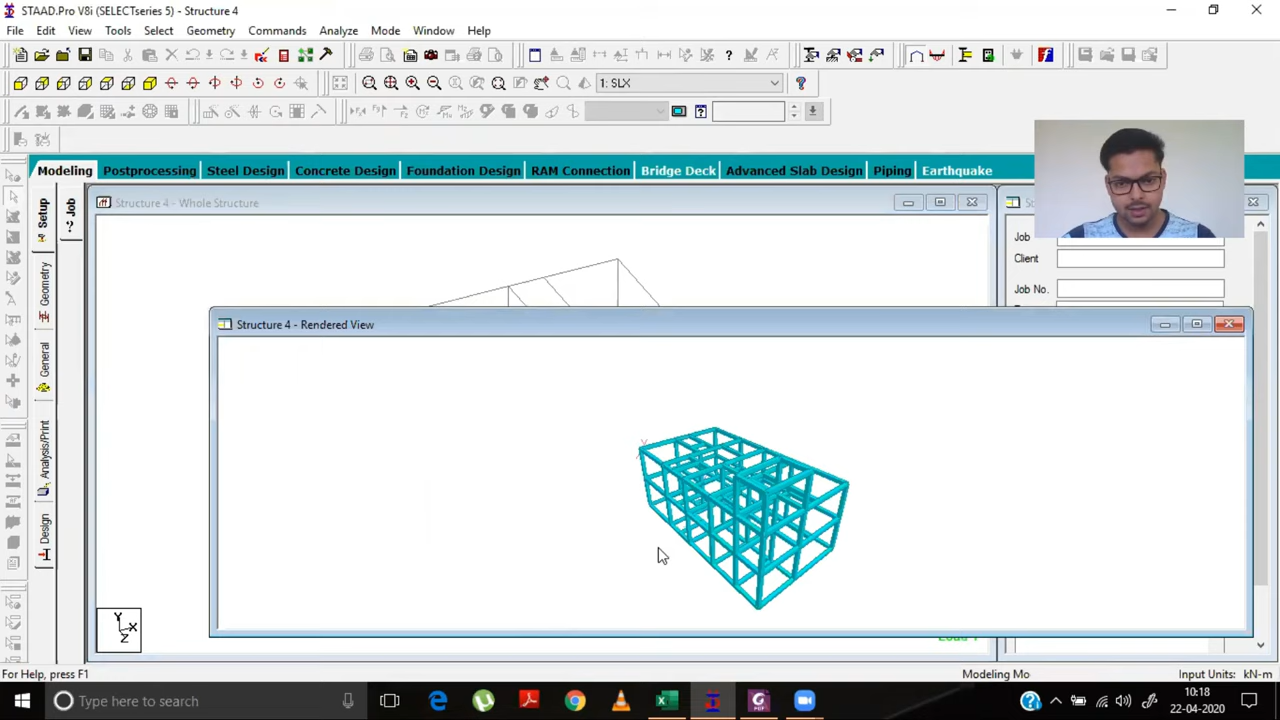 STAAD.Pro V8i (SELECTseries 5) - Structure 4
File Edit View Tools Select Geometry Commands Analyze Mode Window Help
1: SLX
Modeling Postprocessing Steel Design Concrete Design Foundation Design RAM Connection Bridge Deck Advanced Slab Design Piping Earthquake
Setup
Job
Geometry
General
Analysis/Print
Design
Structure 4 - Whole Structure
Job
Client
Job No.
Structure 4 - Rendered View
Y
X
Z
For Help, press F1
Modeling Mo
Input Units: kN-m
Type here to search
10:18
22-04-2020